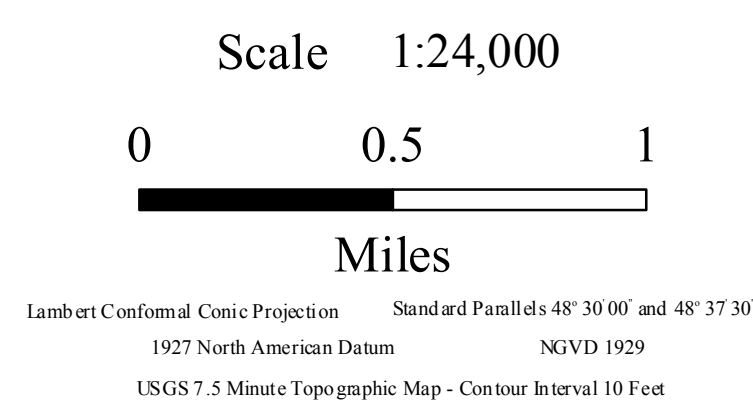 Scale 1:24,000
0 0.5 1
Miles
Lambert Conformal Conic Projection Standard Parallels 48° 30' 00" and 48° 37' 30"
1927 North American Datum NGVD 1929
USGS 7.5 Minute Topographic Map - Contour Interval 10 Feet